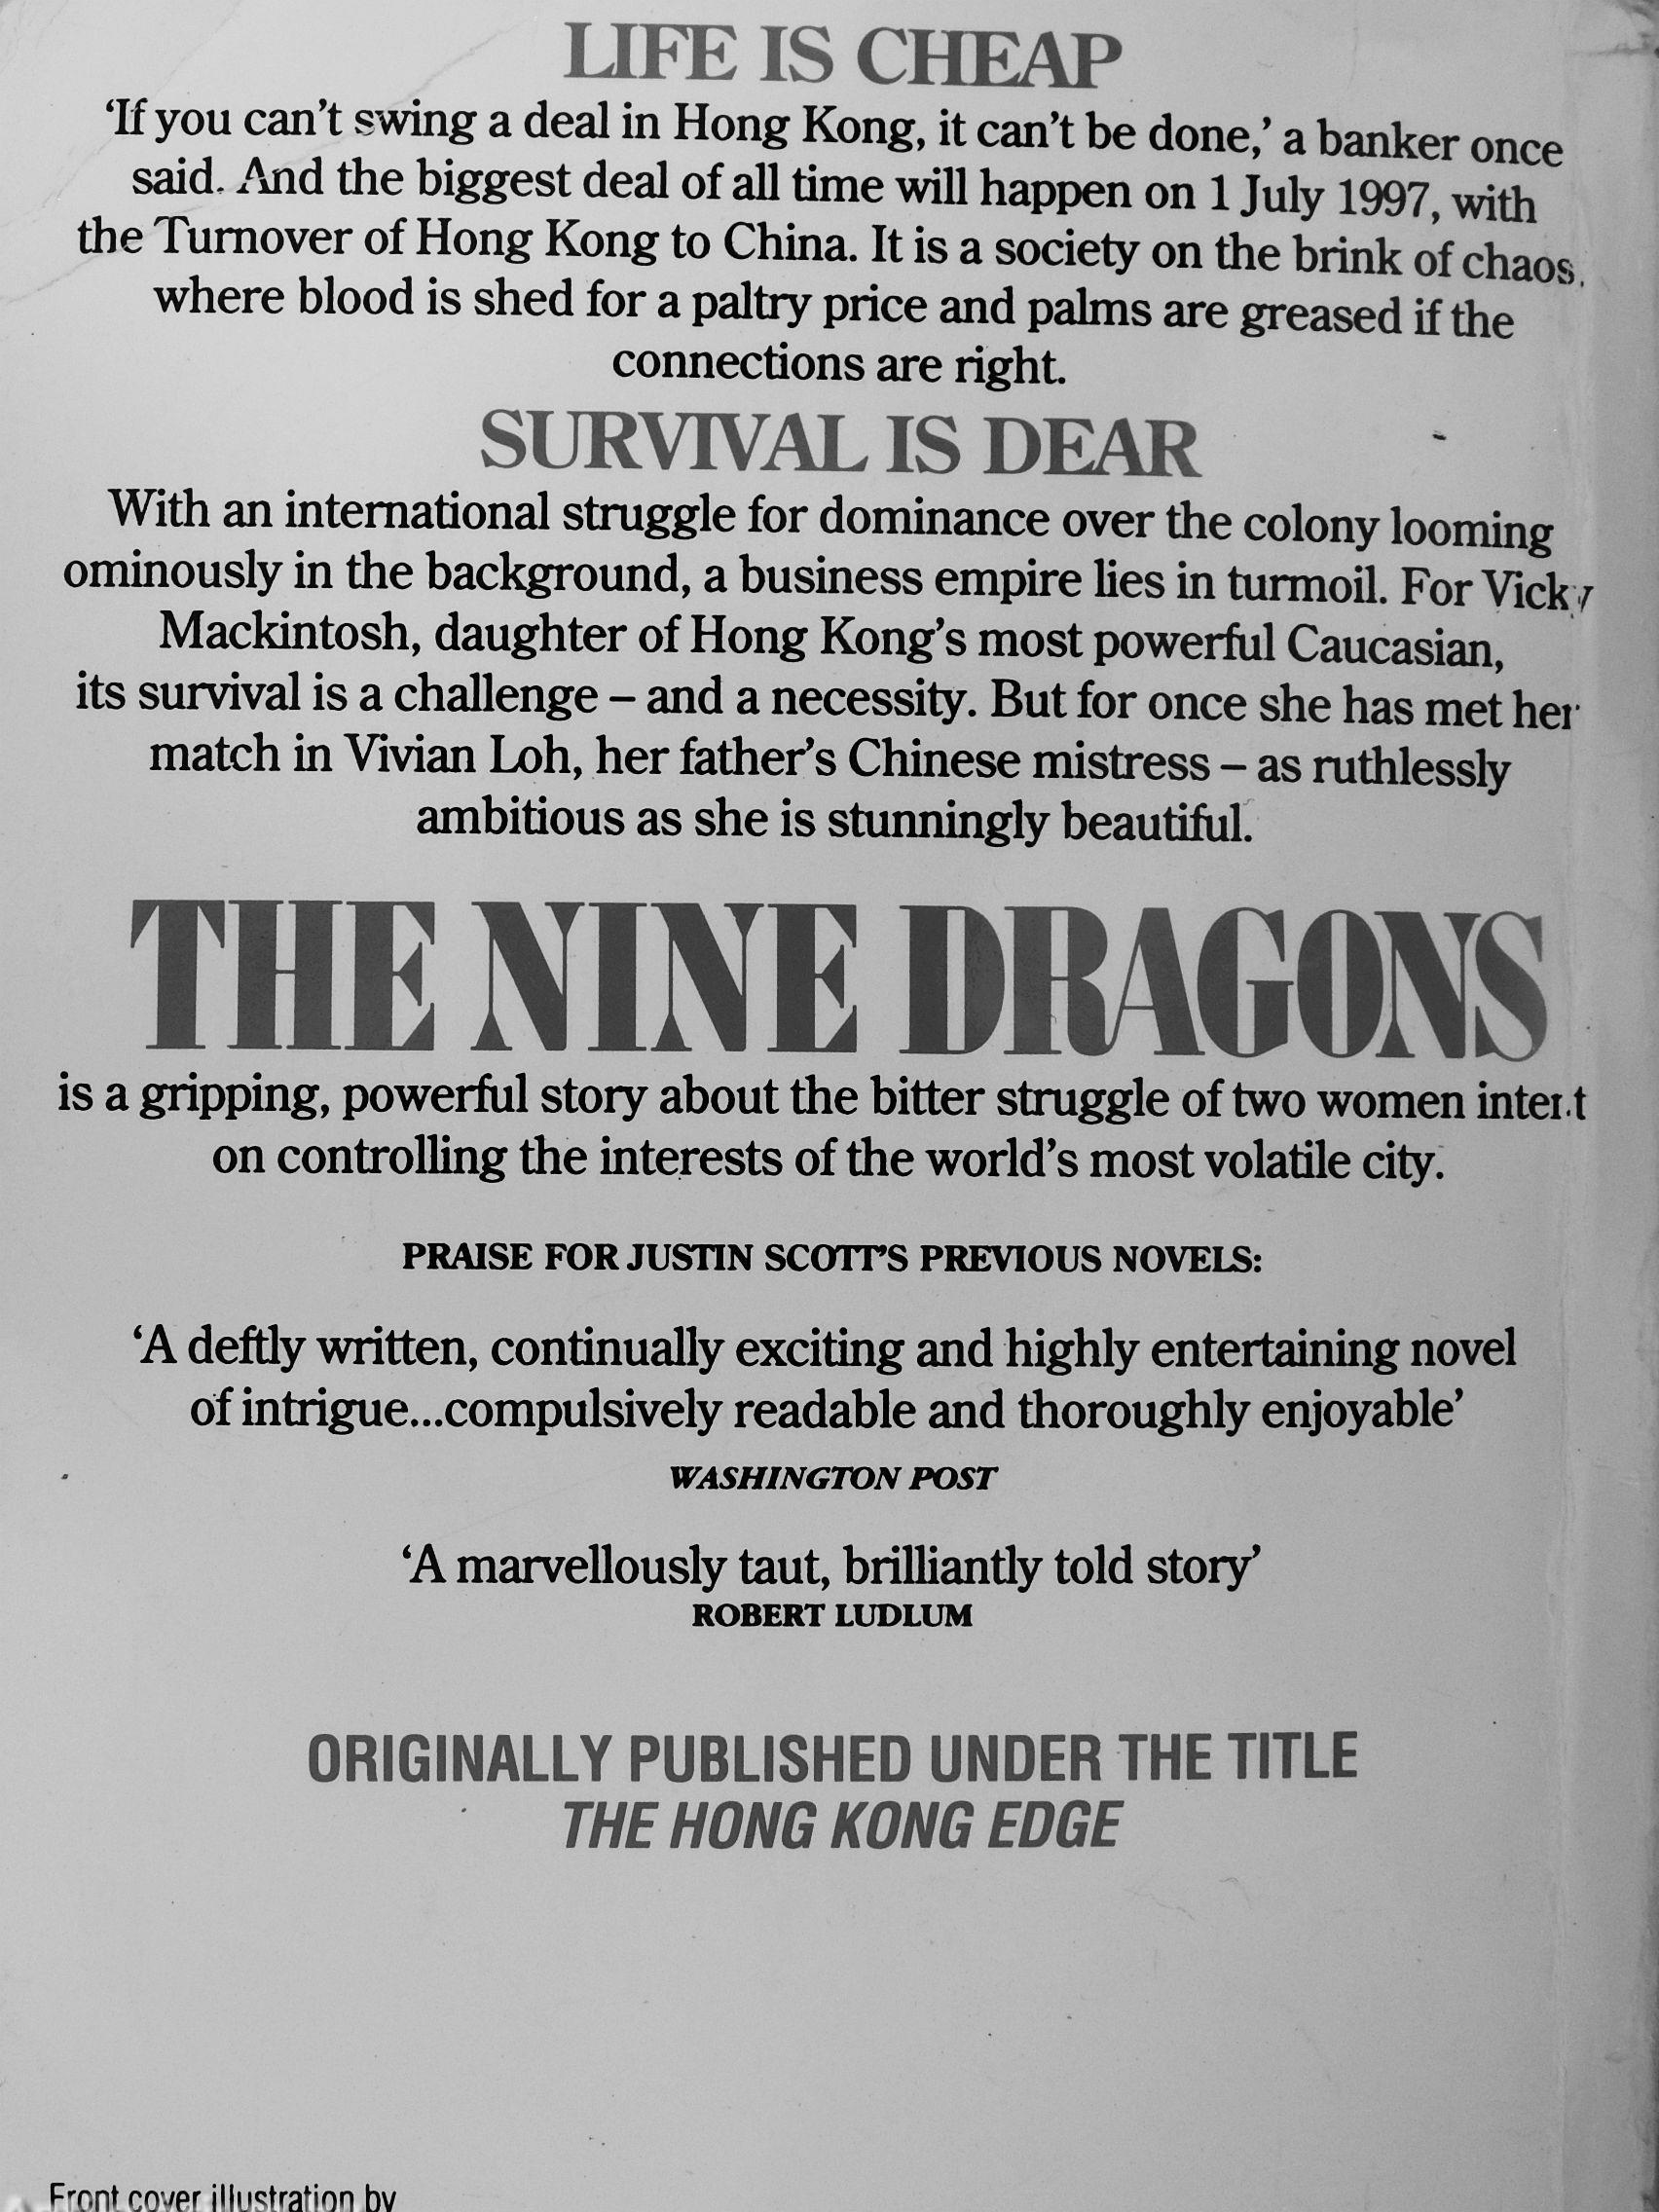 LIFE IS CHEAP
‘If you can’t swing a deal in Hong Kong, it can’t be done,’ a banker once
said. And the biggest deal of all time will happen on 1 July 1997, with
the Turnover of Hong Kong to China. It is a society on the brink of chaos,
where blood is shed for a paltry price and palms are greased if the
connections are right.
SURVIVAL IS DEAR
With an international struggle for dominance over the colony looming
ominously in the background, a business empire lies in turmoil. For Vicky
Mackintosh, daughter of Hong Kong’s most powerful Caucasian,
its survival is a challenge – and a necessity. But for once she has met her
match in Vivian Loh, her father’s Chinese mistress – as ruthlessly
ambitious as she is stunningly beautiful.
THE NINE DRAGONS
is a gripping, powerful story about the bitter struggle of two women intent
on controlling the interests of the world’s most volatile city.
PRAISE FOR JUSTIN SCOTT’S PREVIOUS NOVELS:
‘A deftly written, continually exciting and highly entertaining novel
of intrigue...compulsively readable and thoroughly enjoyable’
WASHINGTON POST
‘A marvellously taut, brilliantly told story’
ROBERT LUDLUM
ORIGINALLY PUBLISHED UNDER THE TITLE
THE HONG KONG EDGE
Front cover illustration by